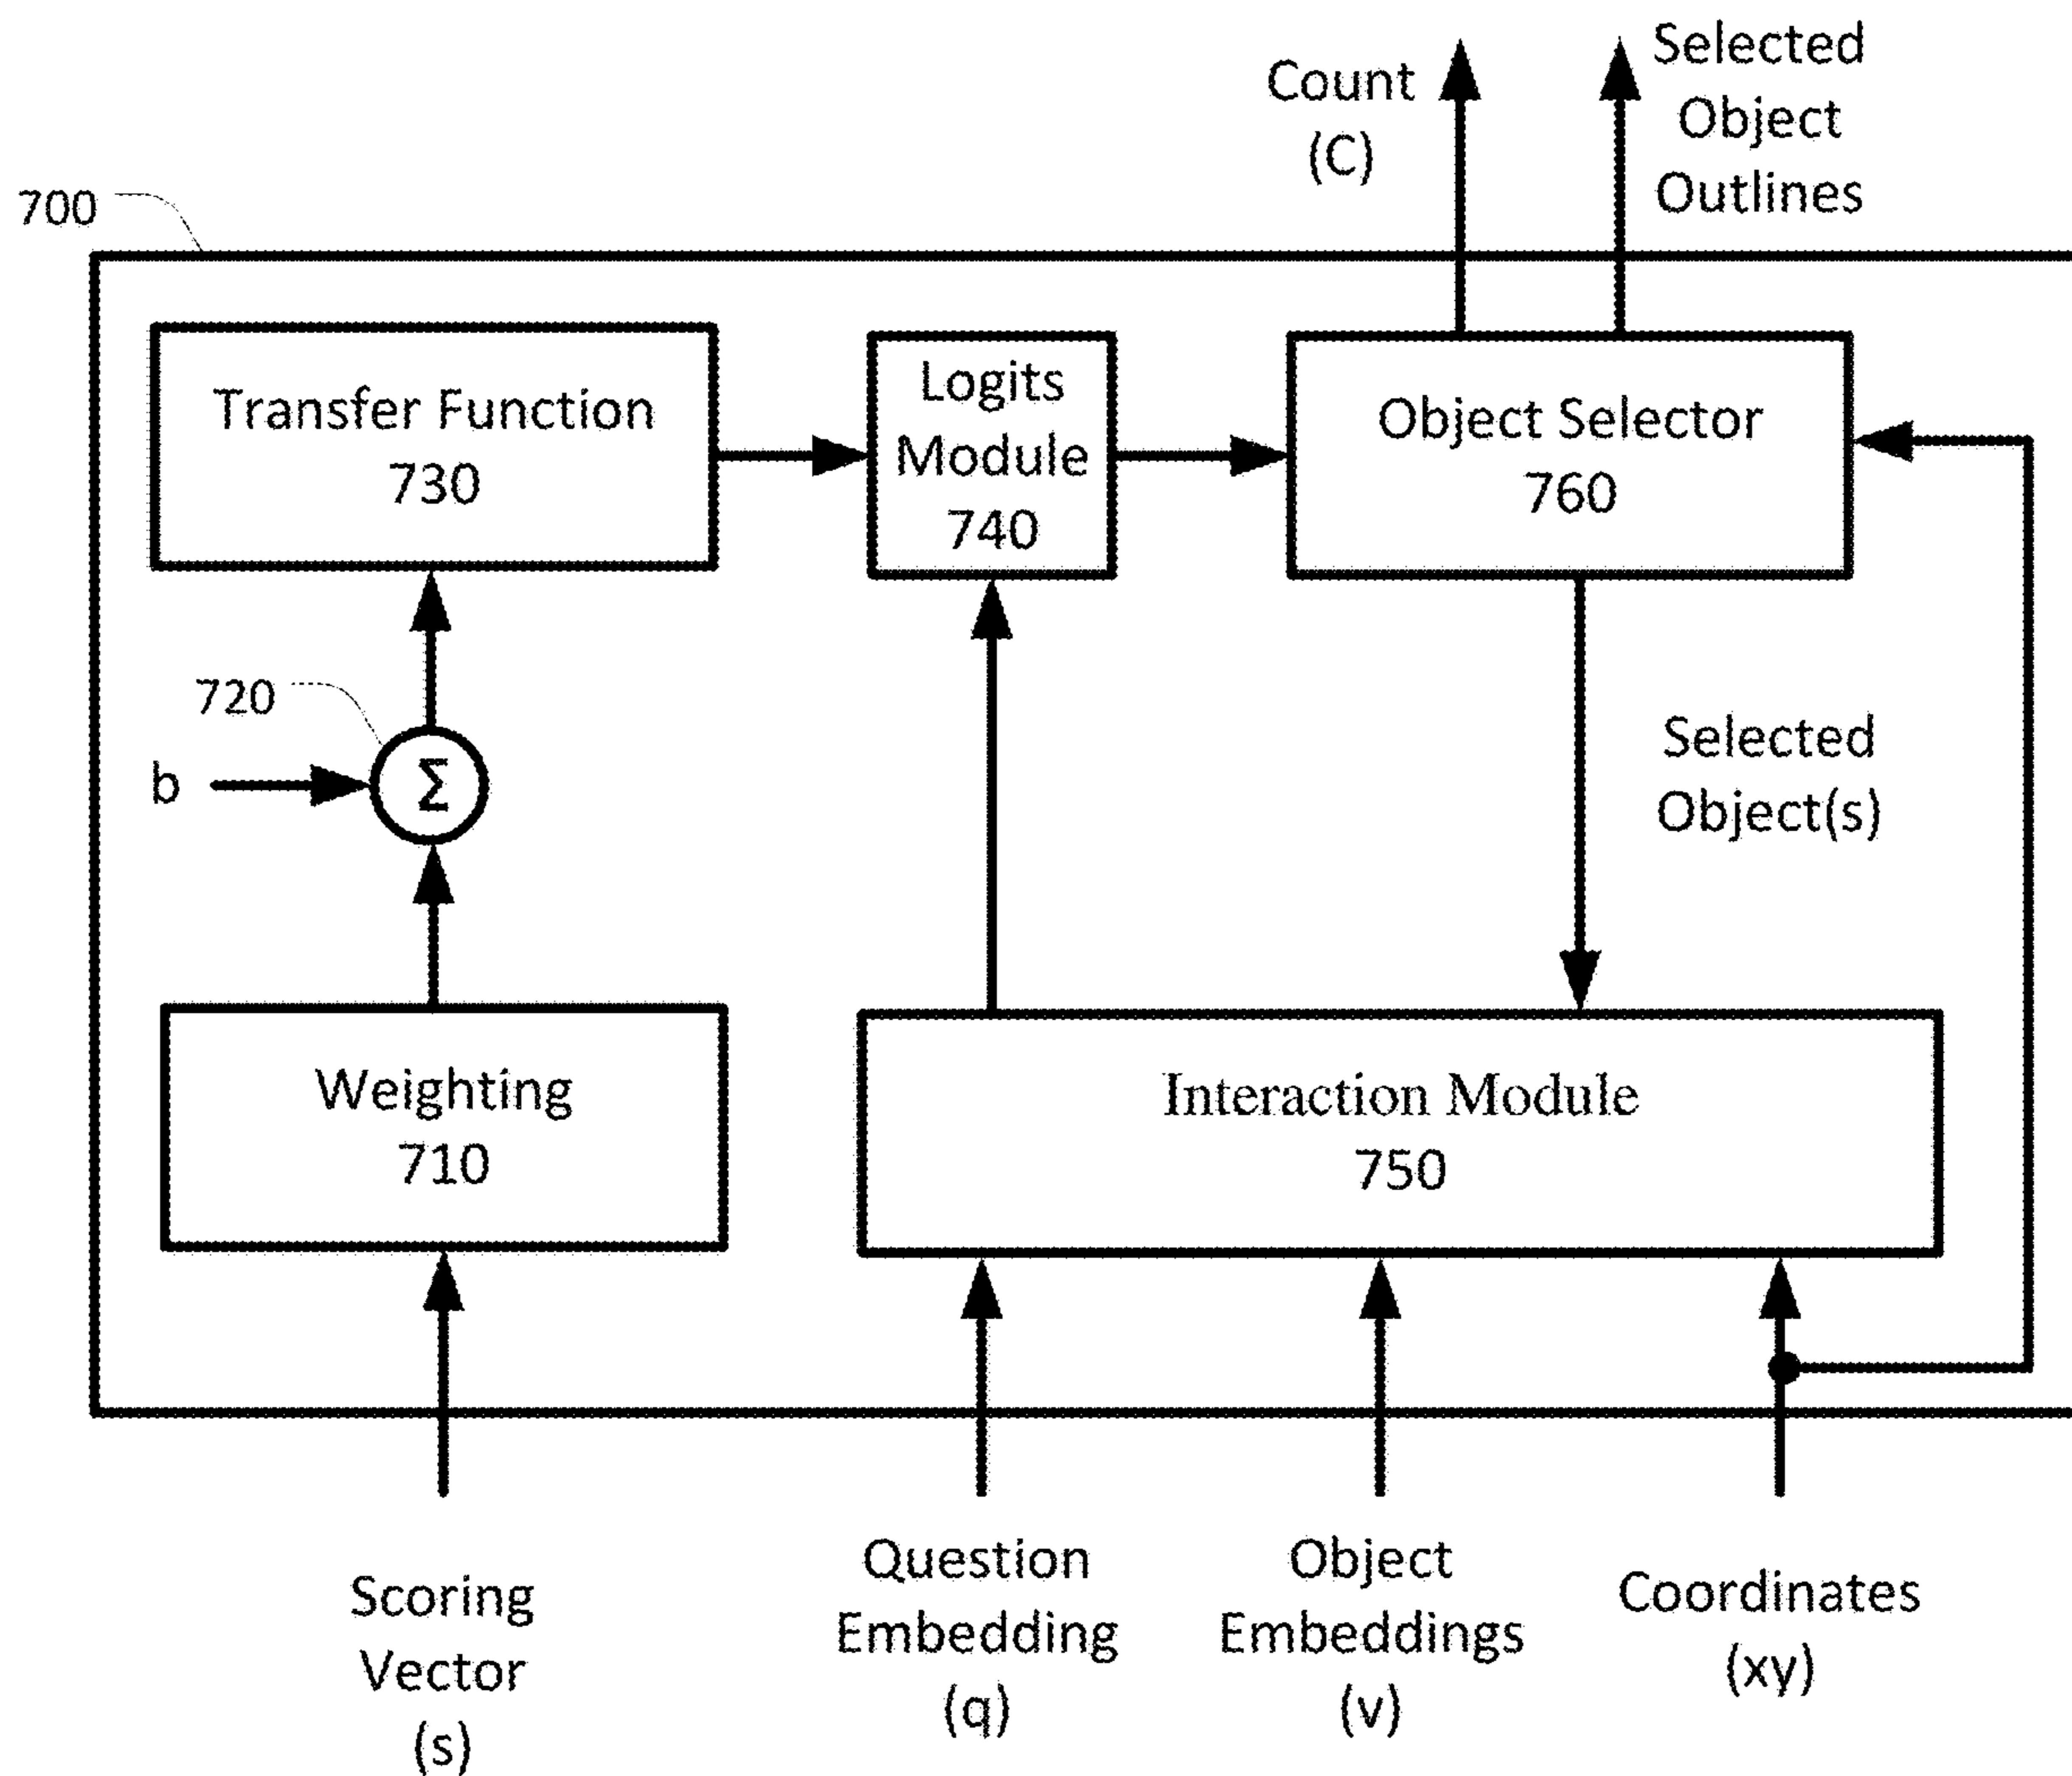 Count
(C)
Selected
Object
Outlines
700
Transfer Function
730
Logits
Module
740
Object Selector
760
720
b
Σ
Selected
Object(s)
Weighting
710
Interaction Module
750
Scoring
Vector
(s)
Question
Embedding
(q)
Object
Embeddings
(v)
Coordinates
(xy)